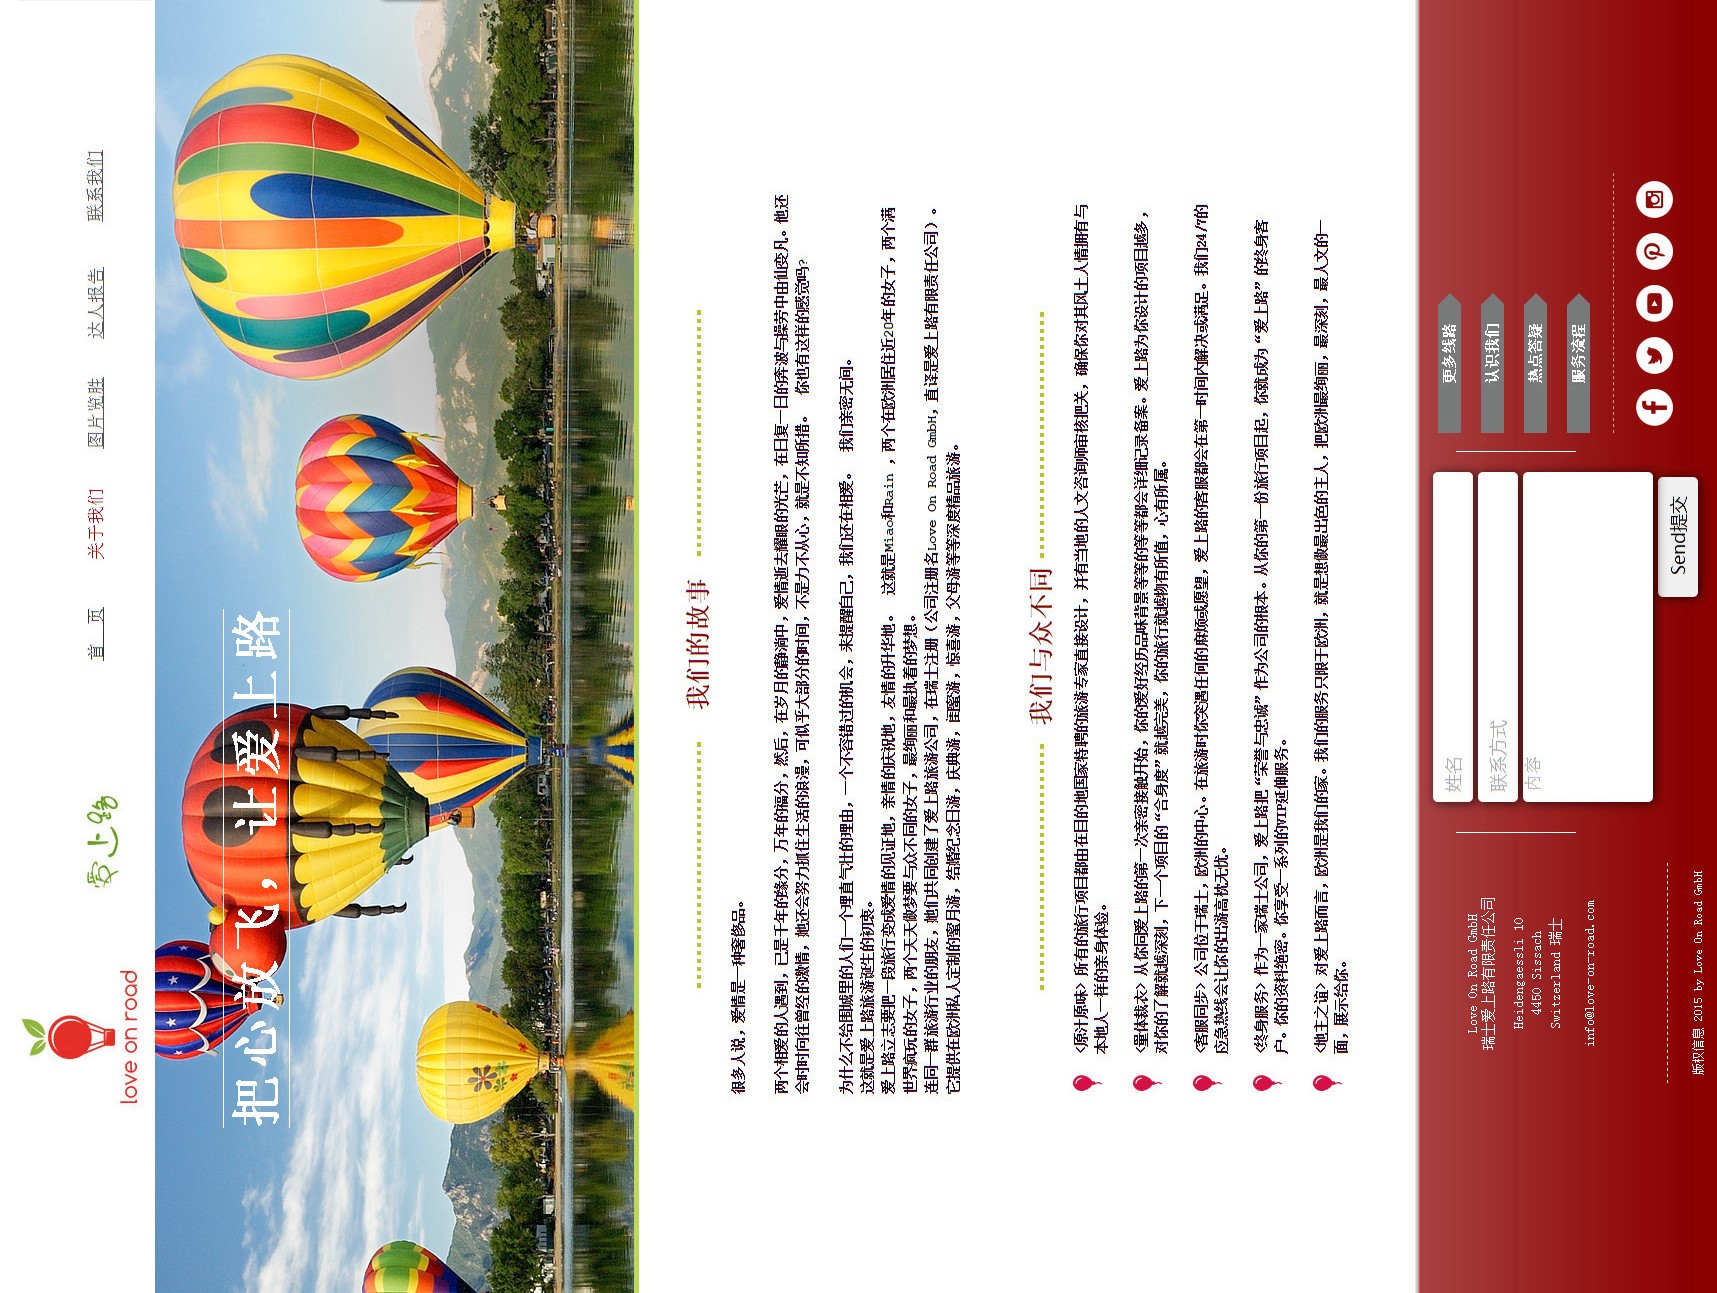 love on road
爱上路
首 页
关于我们
图片览胜
达人报告
联系我们
把心放飞，让爱上路
我们的故事
很多人说，爱情是一种奢侈品。
两个相爱的人遇到，已是千年的缘分，万年的福分，然后，在岁月的静淌中，爱情逝去耀眼的光芒，在日复一日的奔波与操劳中由仙变凡。他还
会时时向往曾经的激情，她还会努力抓住生活的浪漫，可似乎大部分的时间，不是力不从心，就是不知所措。 你也有这样的感觉吗?
为什么不给围城里的人们一个理直气壮的理由，一个不容错过的机会，来提醒自己，我们还在相爱。 我们亲密无间。
这就是爱上路旅游诞生的初衷。
爱上路立志要把一段旅行变成爱情的见证地，亲情的庆祝地，友情的升华地。 这就是Miao和Rain ，两个在欧洲居住近20年的女子，两个满
世界疯玩的女子，两个天天做梦要与众不同的女子，最绚丽和最执着的梦想。
连同一群旅游行业的朋友，她们共同创建了爱上路旅游公司，在瑞士注册（公司注册名Love On Road GmbH，直译是爱上路有限责任公司）。
它提供在欧洲私人定制的蜜月游，结婚纪念日游，庆典游，闺蜜游，惊喜游，父母游等等深度精品旅游。
我们与众不同
<原汁原味> 所有的旅行项目都由在目的地国家特聘的旅游专家直接设计，并有当地的人文咨询师审核把关，确保你对其风土人情拥有与
本地人一样的亲身体验。
<量体裁衣> 从你同爱上路的第一次亲密接触开始，你的爱好经历品味背景等等的等等都会详细记录备案。爱上路为你设计的项目越多，
对你的了解就越深刻，下一个项目的“合身度”就越完美，你的旅行就越物有所值，心有所属。
<客服同步> 公司位于瑞士，欧洲的中心。在旅游时你突遇任何的麻烦或愿望，爱上路的客服都会在第一时间内解决或满足。我们24/7的
应急热线会让你的出游高枕无忧。
<终身服务> 作为一家瑞士公司，爱上路把“荣誉与忠诚”作为公司的根本。从你的第一份旅行项目起，你就成为“爱上路”的终身客
户。你的资料绝密。你享受一系列的VIP延伸服务。
<地主之谊> 对爱上路而言，欧洲是我们的家。我们的服务只限于欧洲，就是想做最出色的主人，把欧洲最绚丽，最深刻，最人文的一
面，展示给你。
Love On Road GmbH
瑞士爱上路有限责任公司
Heidengaessli 10
4450 Sissach
Switzerland 瑞士
info@love-on-road.com
版权信息 2015 by Love On Road GmbH
姓名
联系方式
内容
Send提交
更多线路
认识我们
热点答疑
服务流程